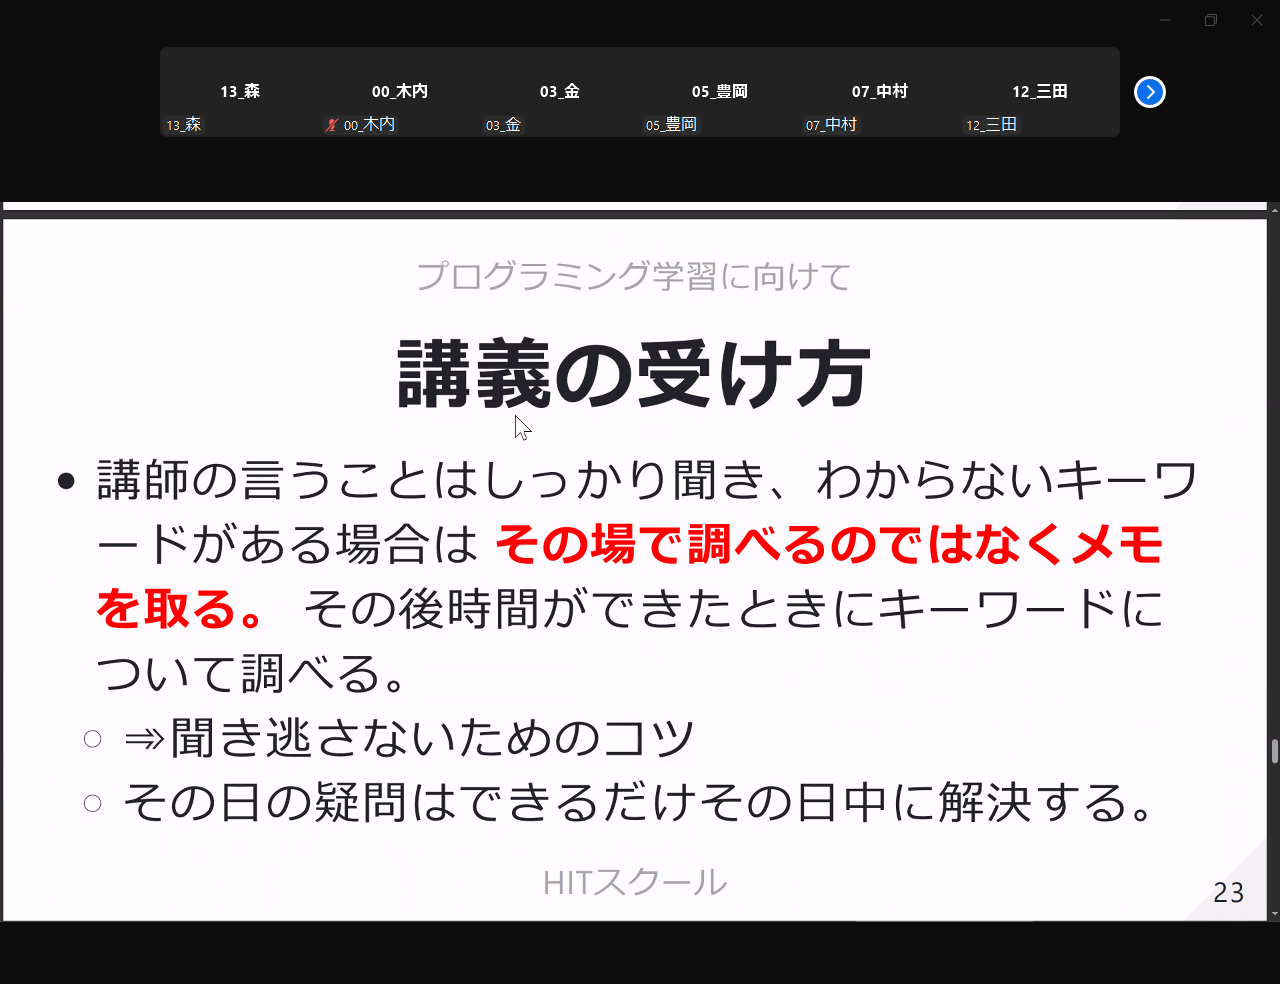 13_森 00_木内 03_金 05_豊岡 07_中村 12_三田
13_森 00_木内 03_金 05_豊岡 07_中村 12_三田
プログラミング学習に向けて
講義の受け方
• 講師の言うことはしっかり聞き、わからないキーワ
ードがある場合は その場で調べるのではなくメモ
を取る。 その後時間ができたときにキーワードに
ついて調べる。
○ ⇒聞き逃さないためのコツ
○ その日の疑問はできるだけその日中に解決する。
HITスクール
23